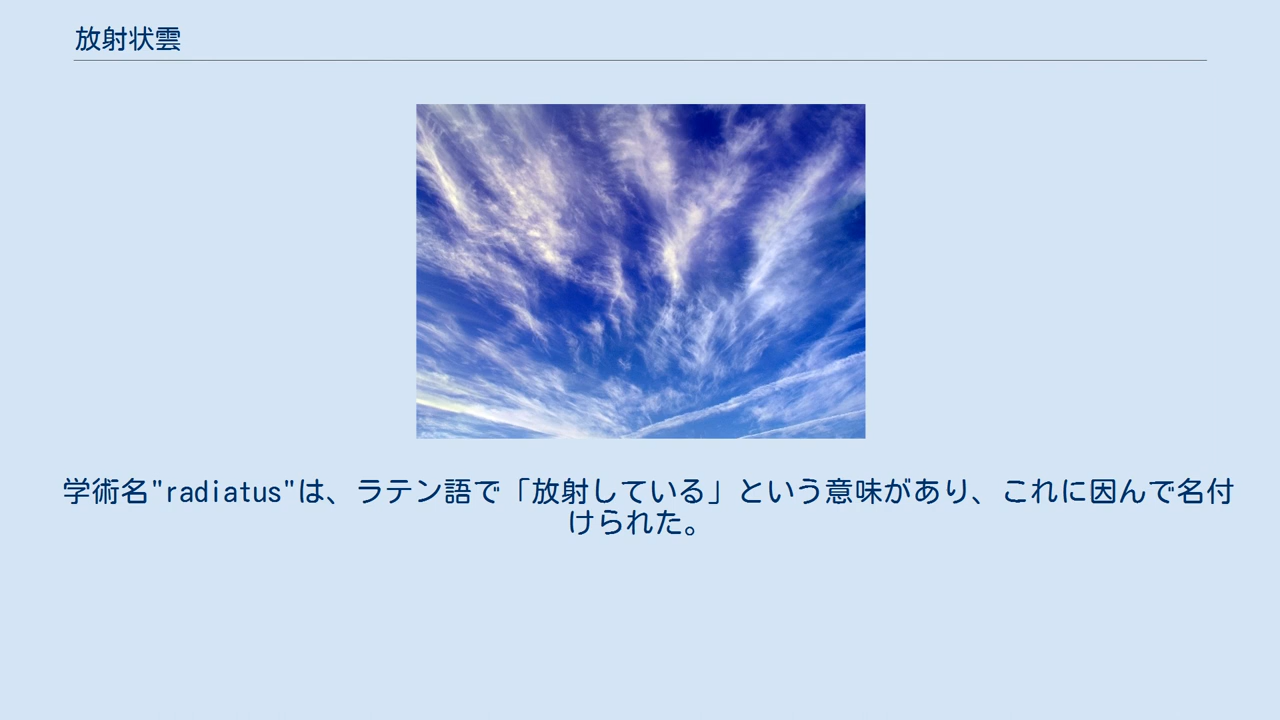 放射状雲
学術名"radiatus"は、ラテン語で「放射している」という意味があり、これに因んで名付
けられた。